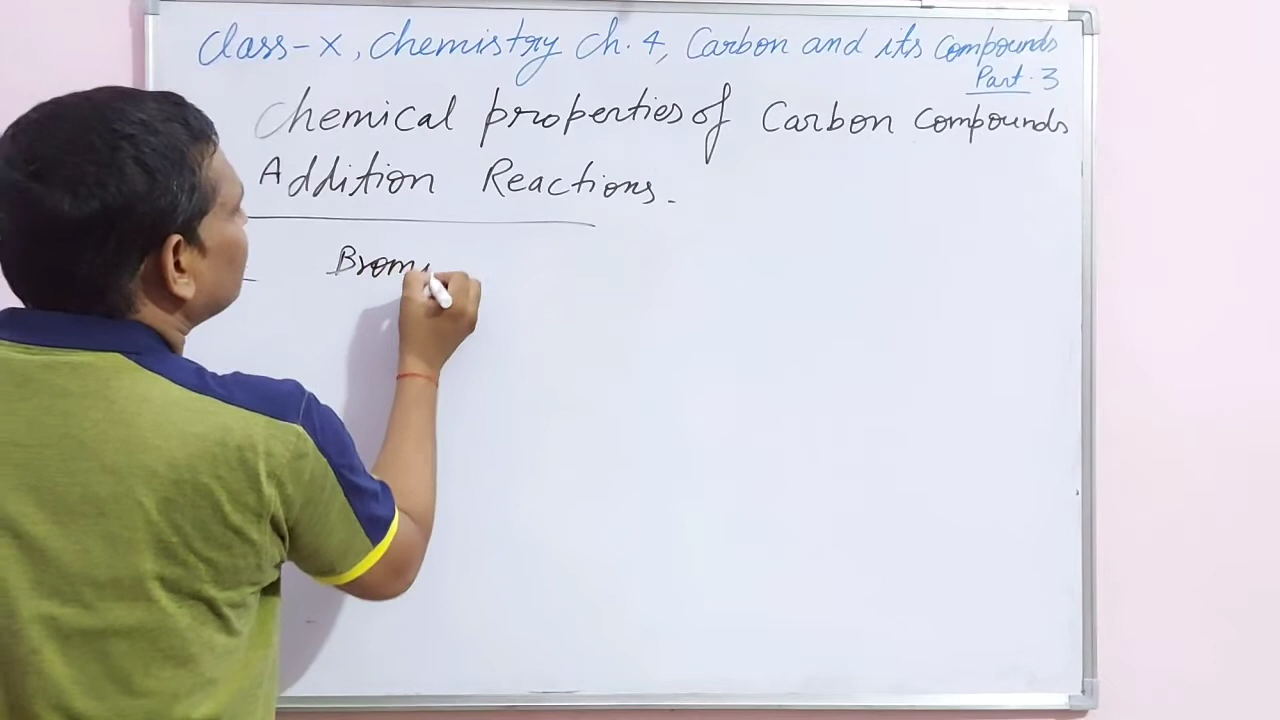 Class-X, Chemistry Ch. 4, Carbon and its Compounds
Part. 3
Chemical properties of Carbon Compounds
Addition Reactions.
Brom